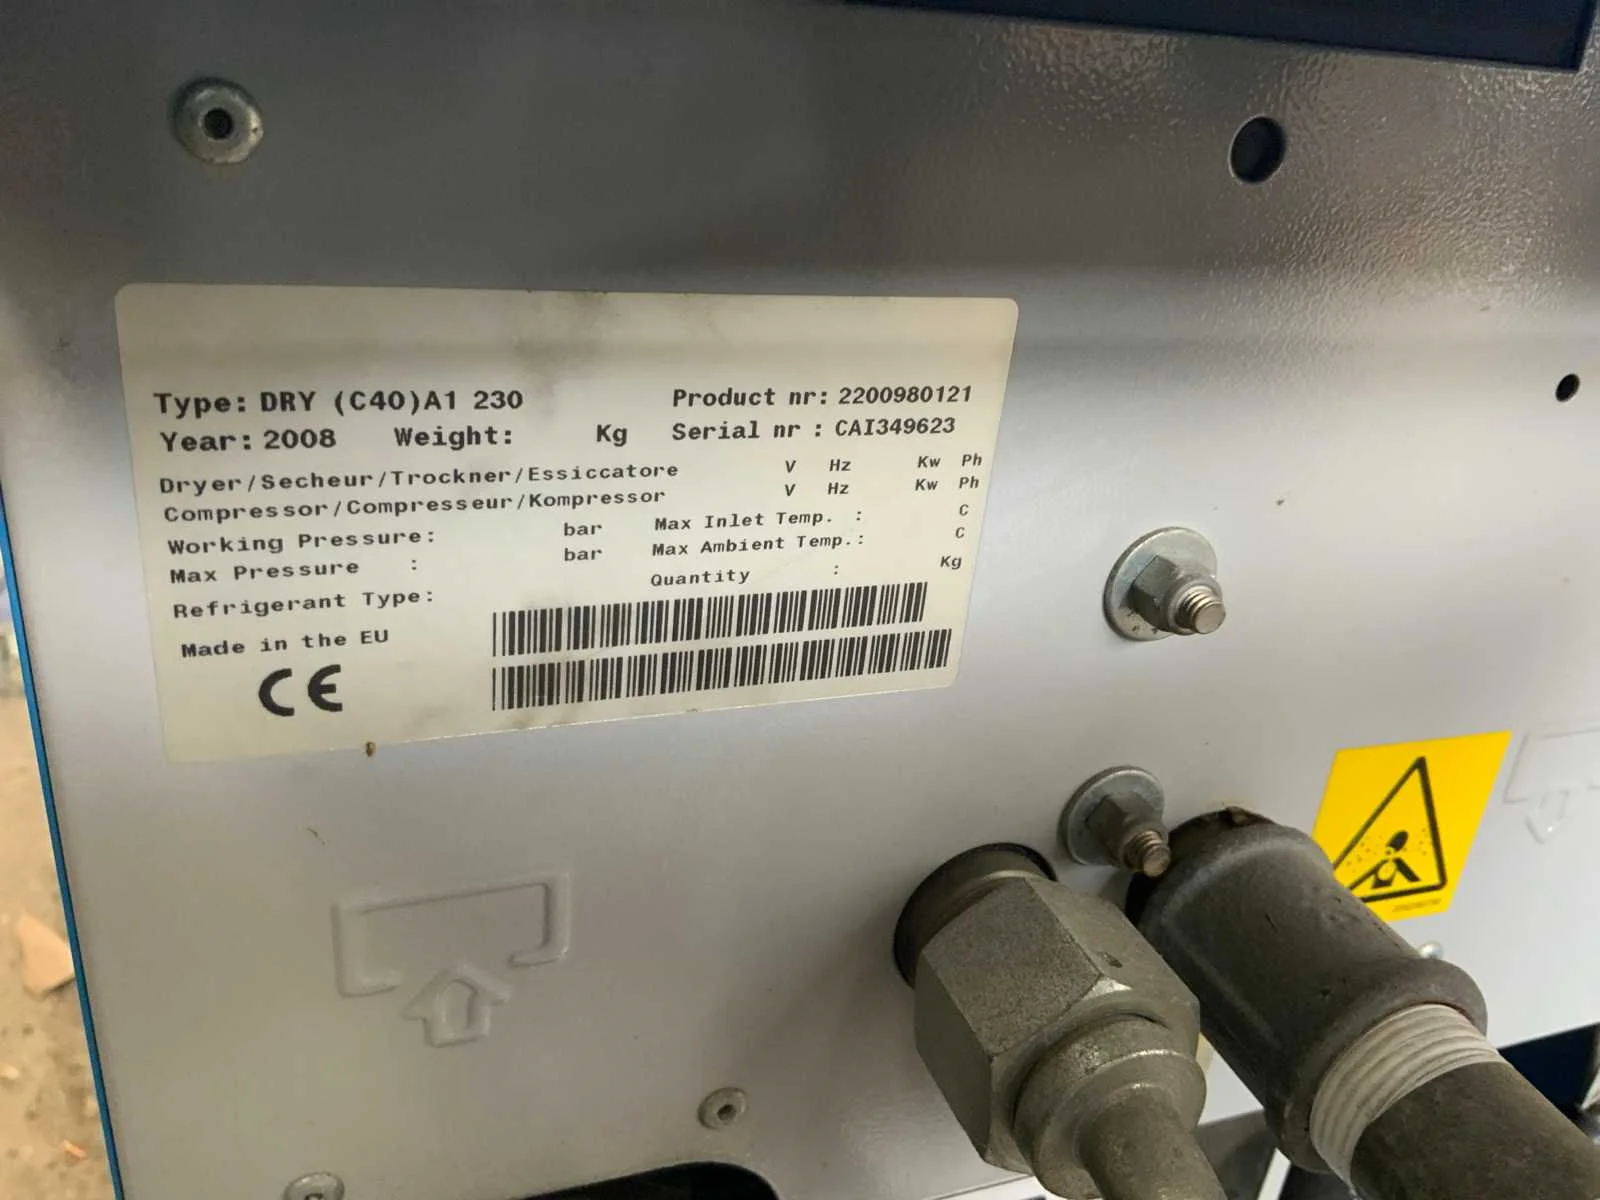 Type: DRY (C40)A1 230 Product nr: 2200980121
Year: 2008 Weight: Kg Serial nr : CAI349623
Dryer/Secheur/Trockner/Essiccatore V Hz Kw Ph
Compressor/Compresseur/Kompressor V Hz Kw Ph
Working Pressure: bar Max Inlet Temp. : C
Max Pressure : bar Max Ambient Temp.: C
Refrigerant Type: Quantity : Kg
Made in the EU
CE